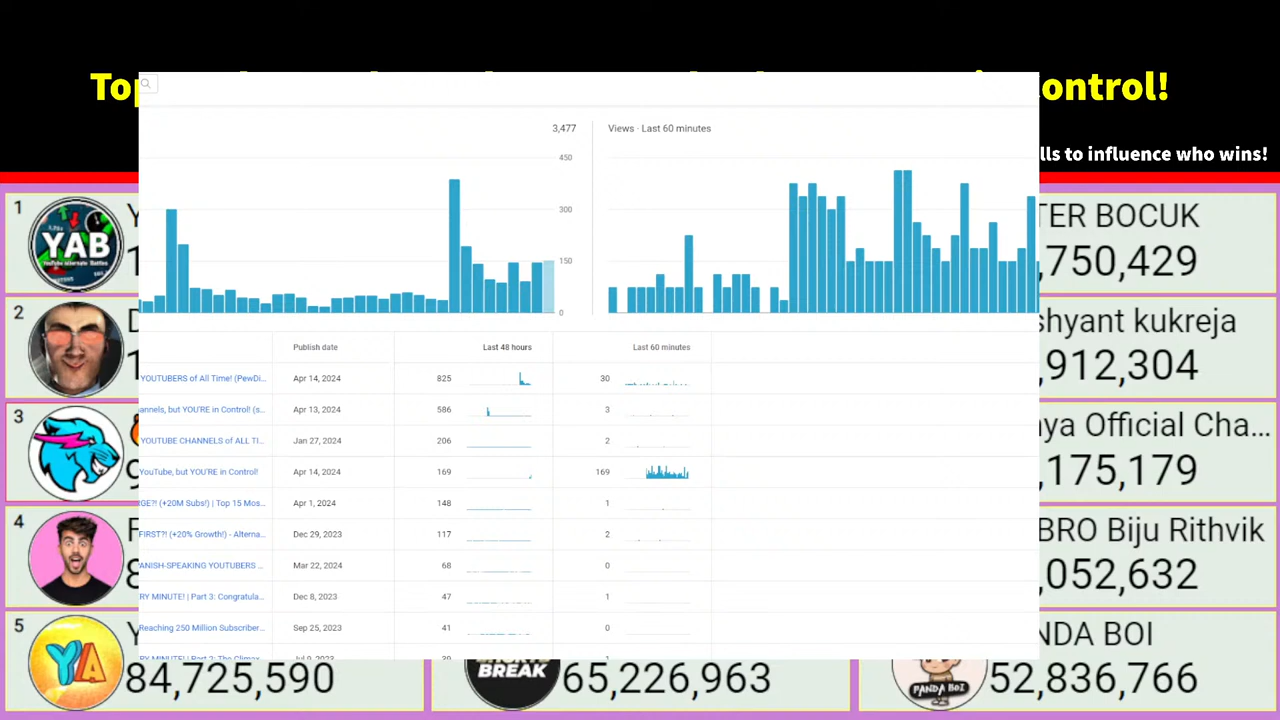 Top
ontrol!
lls to influence who wins!
3,477
Views · Last 60 minutes
450
300
150
0
Publish date
Last 48 hours
Last 60 minutes
YOUTUBERS of All Time! (PewDi...
Apr 14, 2024
825
30
annels, but YOU'RE in Control! (s...
Apr 13, 2024
586
3
YOUTUBE CHANNELS of ALL TI...
Jan 27, 2024
206
2
YouTube, but YOU'RE in Control!
Apr 14, 2024
169
169
RGE?! (+20M Subs!) | Top 15 Mos...
Apr 1, 2024
148
1
FIRST?! (+20% Growth!) - Alterna...
Dec 29, 2023
117
2
ANISH-SPEAKING YOUTUBERS ...
Mar 22, 2024
68
0
RY MINUTE! | Part 3: Congratula...
Dec 8, 2023
47
1
Reaching 250 Million Subscriber...
Sep 25, 2023
41
0
1
YAB
2
3
4
5
YA
84,725,590
BREAK
65,226,963
TER BOCUK
,750,429
shyant kukreja
,912,304
ya Official Cha...
,175,179
BRO Biju Rithvik
,052,632
NDA BOI
PANDA BOI
52,836,766